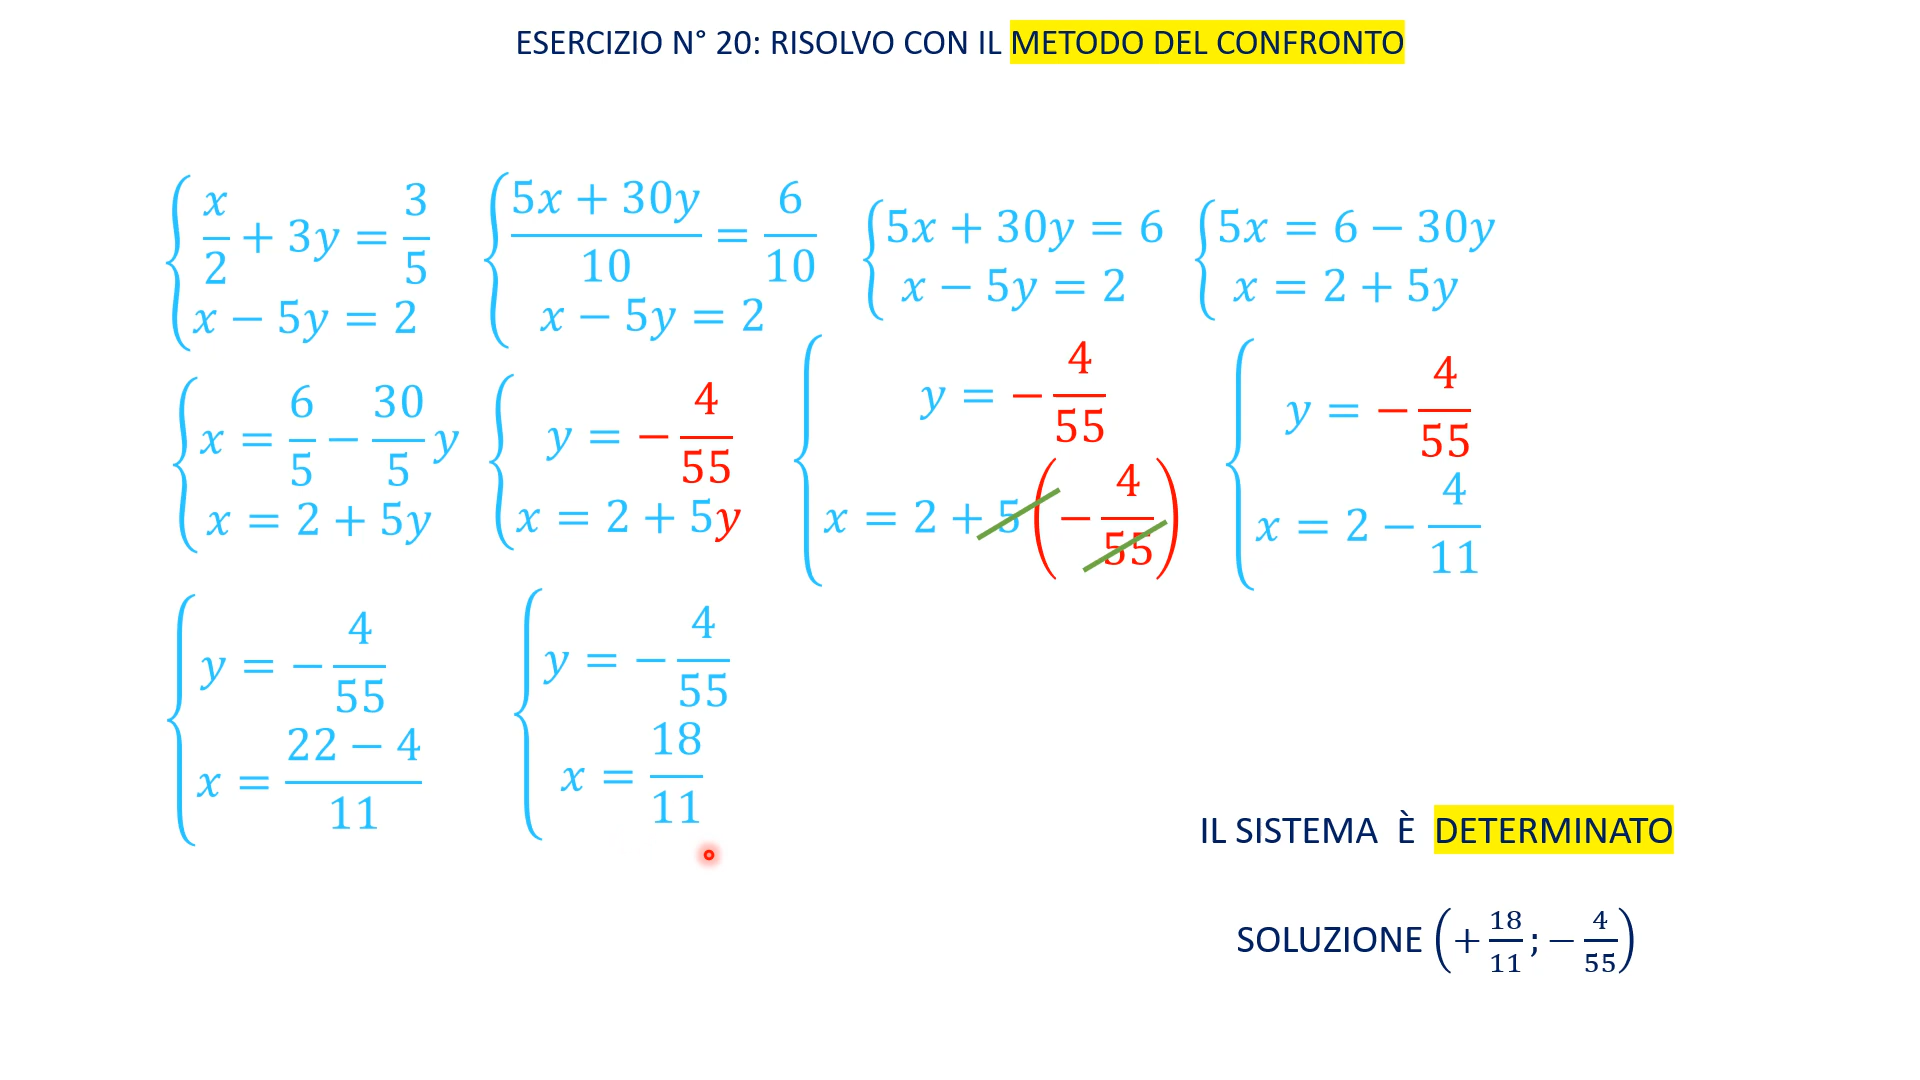 ESERCIZIO N° 20: RISOLVO CON IL METODO DEL CONFRONTO
{ x/2 + 3y = 3/5
x − 5y = 2
{ (5x + 30y)/10 = 6/10
x − 5y = 2
{ 5x + 30y = 6
x − 5y = 2
{ 5x = 6 − 30y
x = 2 + 5y
{ x = 6/5 − 30/5 y
x = 2 + 5y
{ y = − 4/55
x = 2 + 5y
{ y = − 4/55
x = 2 + 5 (− 4/55)
{ y = − 4/55
x = 2 − 4/11
{ y = − 4/55
x = (22 − 4)/11
{ y = − 4/55
x = 18/11
IL SISTEMA È DETERMINATO
SOLUZIONE (+ 18/11 ; − 4/55)